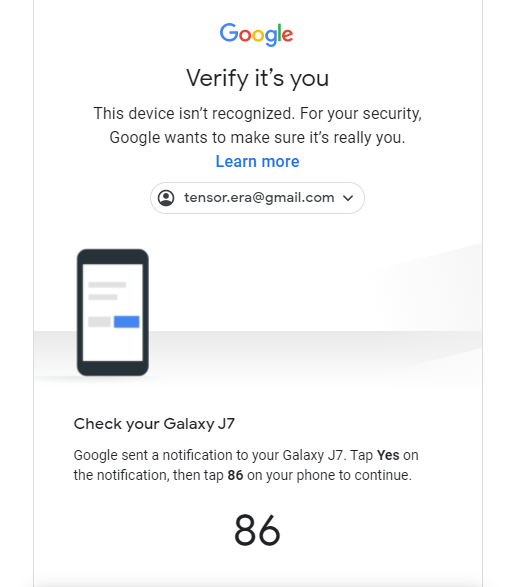 Google
Verify it’s you
This device isn’t recognized. For your security,
Google wants to make sure it’s really you.
Learn more
tensor.era@gmail.com
Check your Galaxy J7
Google sent a notification to your Galaxy J7. Tap Yes on
the notification, then tap 86 on your phone to continue.
86